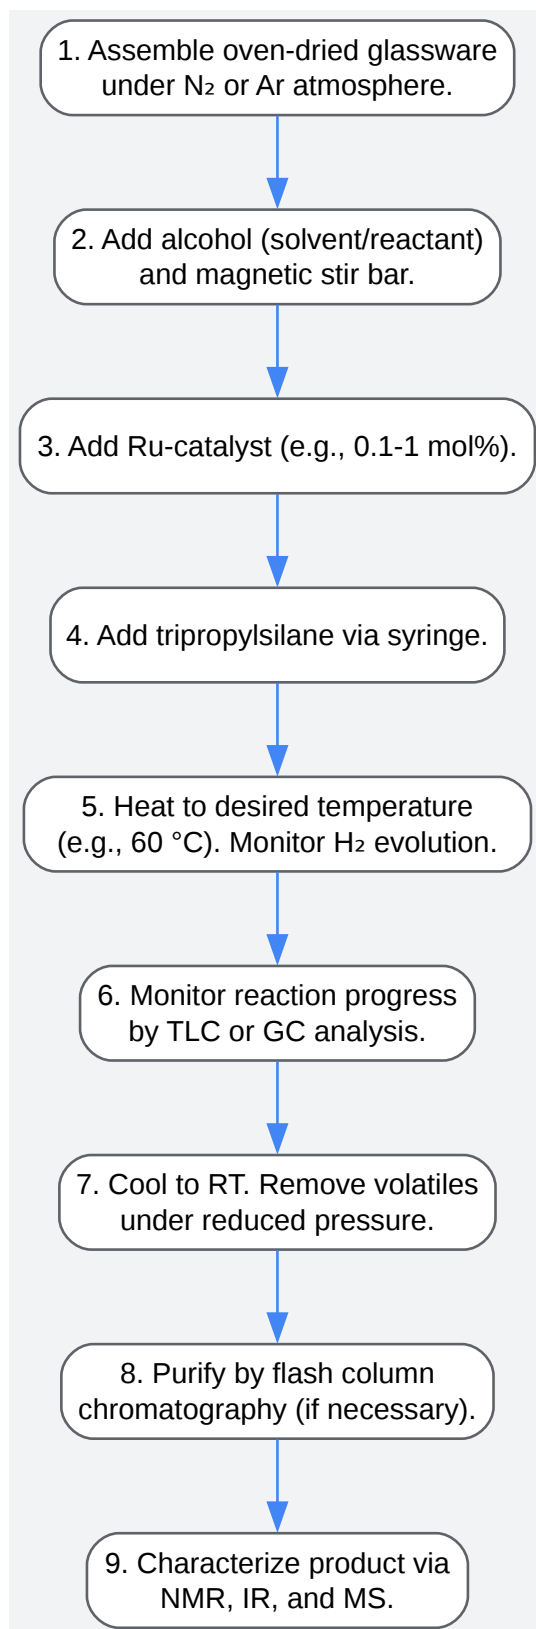 1. Assemble oven-dried glassware
under N₂ or Ar atmosphere.
2. Add alcohol (solvent/reactant)
and magnetic stir bar.
3. Add Ru-catalyst (e.g., 0.1-1 mol%).
4. Add tripropylsilane via syringe.
5. Heat to desired temperature
(e.g., 60 °C). Monitor H₂ evolution.
6. Monitor reaction progress
by TLC or GC analysis.
7. Cool to RT. Remove volatiles
under reduced pressure.
8. Purify by flash column
chromatography (if necessary).
9. Characterize product via
NMR, IR, and MS.